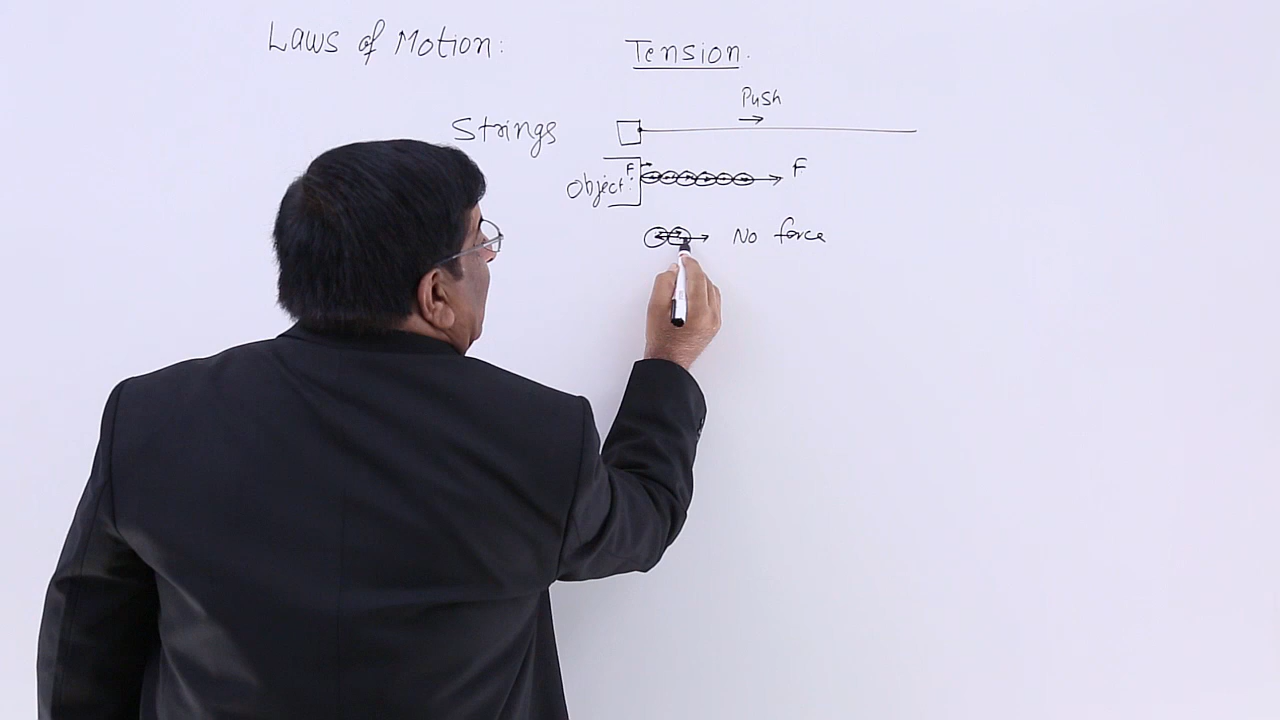 Laws of Motion: Tension.
Push
Strings
F F
Object:
No force